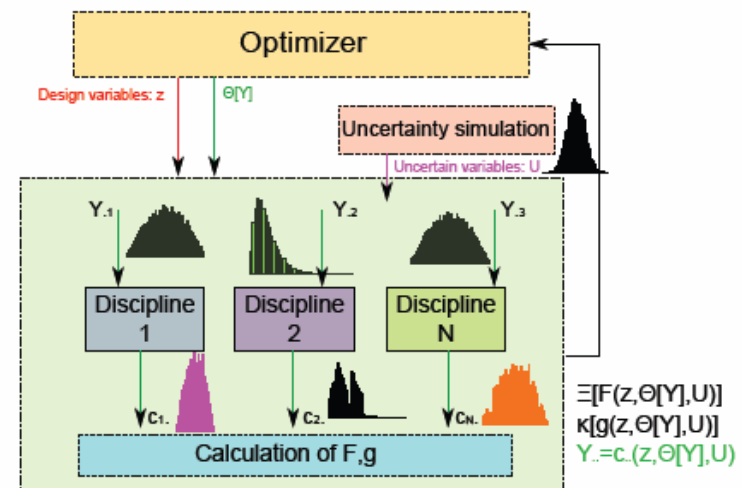 Optimizer
Design variables: z
Θ[Y]
Uncertainty simulation
Uncertain variables: U
Y.1
Y.2
Y.3
Discipline
1
Discipline
2
Discipline
N
C1.
C2.
CN.
Calculation of F,g
Ξ[F(z,Θ[Y],U)]
κ[g(z,Θ[Y],U)]
Y..=c..(z,Θ[Y],U)